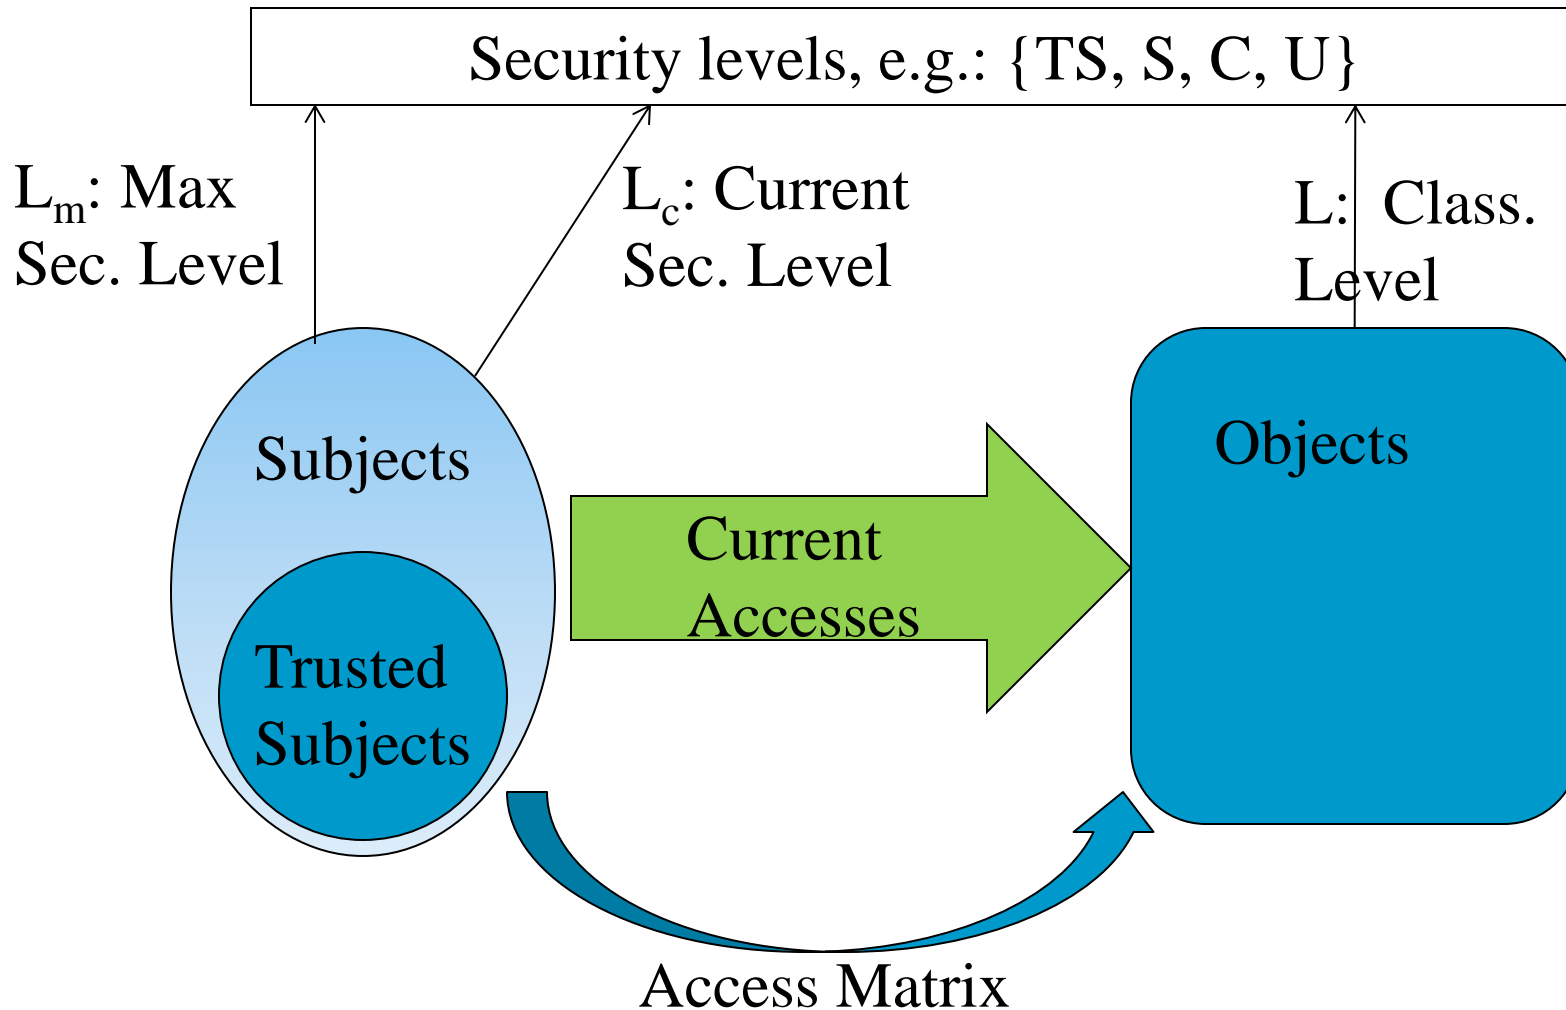 Security levels, e.g.: {TS, S, C, U}
Lm: Max
Sec. Level
Lc: Current
Sec. Level
L: Class.
Level
Subjects
Objects
Current
Accesses
Trusted
Subjects
Access Matrix